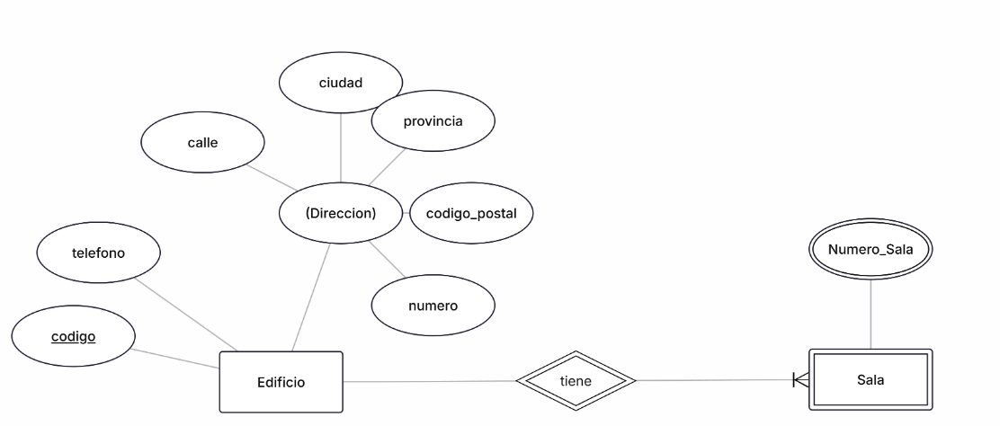 ciudad
provincia
calle
(Direccion)
codigo_postal
telefono
Numero_Sala
numero
codigo
Edificio
tiene
Sala